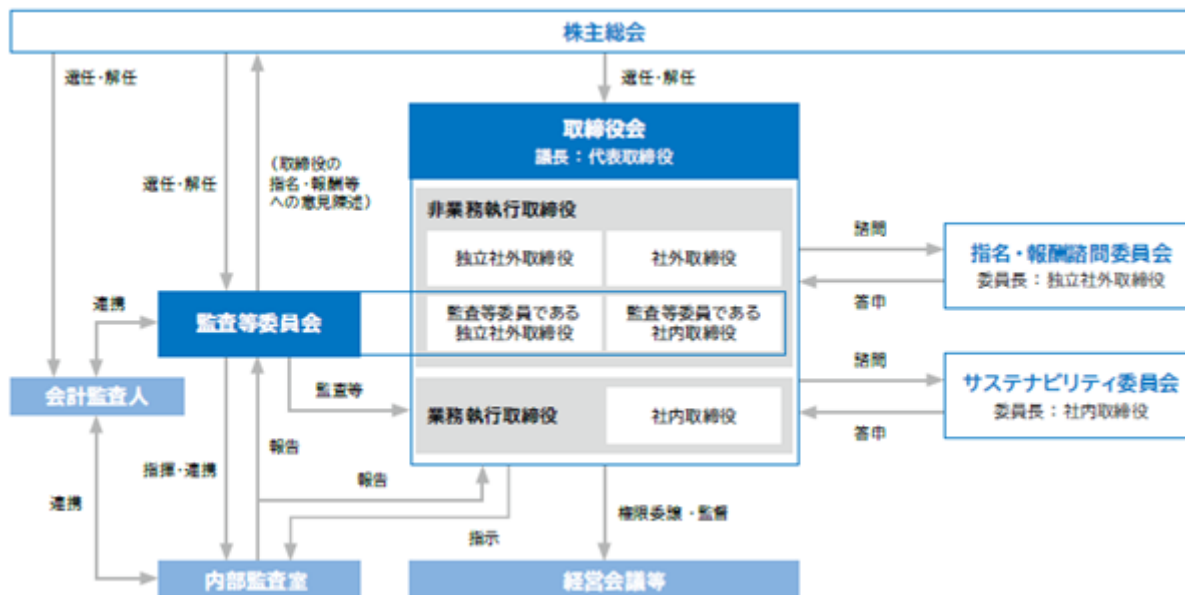 株主総会
選任・解任
選任・解任
選任・解任
(取締役の
指名・報酬等
への意見陳述)
取締役会
議長:代表取締役
非業務執行取締役
独立社外取締役
社外取締役
監査等委員である
独立社外取締役
監査等委員である
社内取締役
諮問
指名・報酬諮問委員会
委員長:独立社外取締役
答申
連携
監査等委員会
会計監査人
監査等
業務執行取締役
社内取締役
諮問
サステナビリティ委員会
委員長:社内取締役
答申
連携
指揮・連携
報告
報告
指示
権限委譲・監督
内部監査室
経営会議等